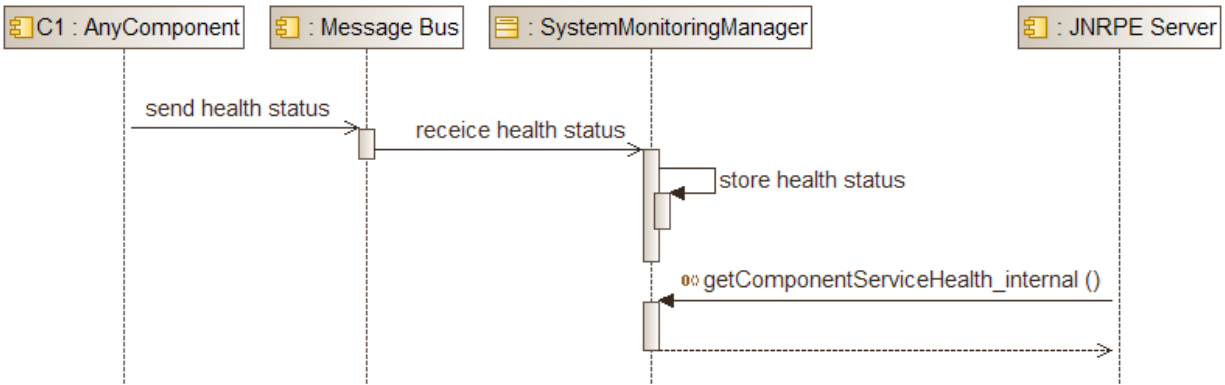 C1 : AnyComponent
: Message Bus
: SystemMonitoringManager
: JNRPE Server
send health status
receice health status
store health status
getComponentServiceHealth_internal ()